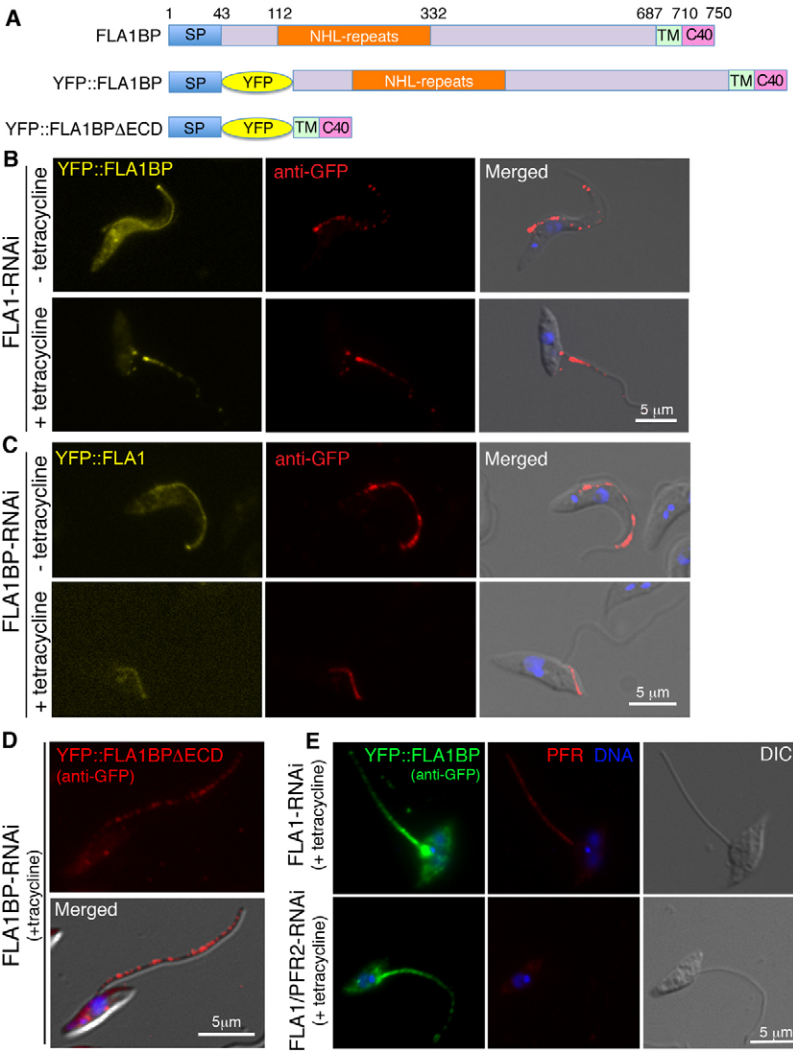 A
1 43 112 332 687 710 750
FLA1BP SP NHL-repeats TM C40
YFP::FLA1BP SP YFP NHL-repeats TM C40
YFP::FLA1BPΔECD SP YFP TM C40
B
FLA1-RNAi
- tetracycline
YFP::FLA1BP anti-GFP Merged
+ tetracycline
5 µm
C
FLA1BP-RNAi
- tetracycline
YFP::FLA1 anti-GFP Merged
+ tetracycline
5 µm
D
FLA1BP-RNAi
(+tracycline)
YFP::FLA1BPΔECD
(anti-GFP)
Merged
5µm
E
FLA1-RNAi
(+ tetracycline)
YFP::FLA1BP
(anti-GFP)
PFR DNA
DIC
FLA1/PFR2-RNAi
(+ tetracycline)
5 µm